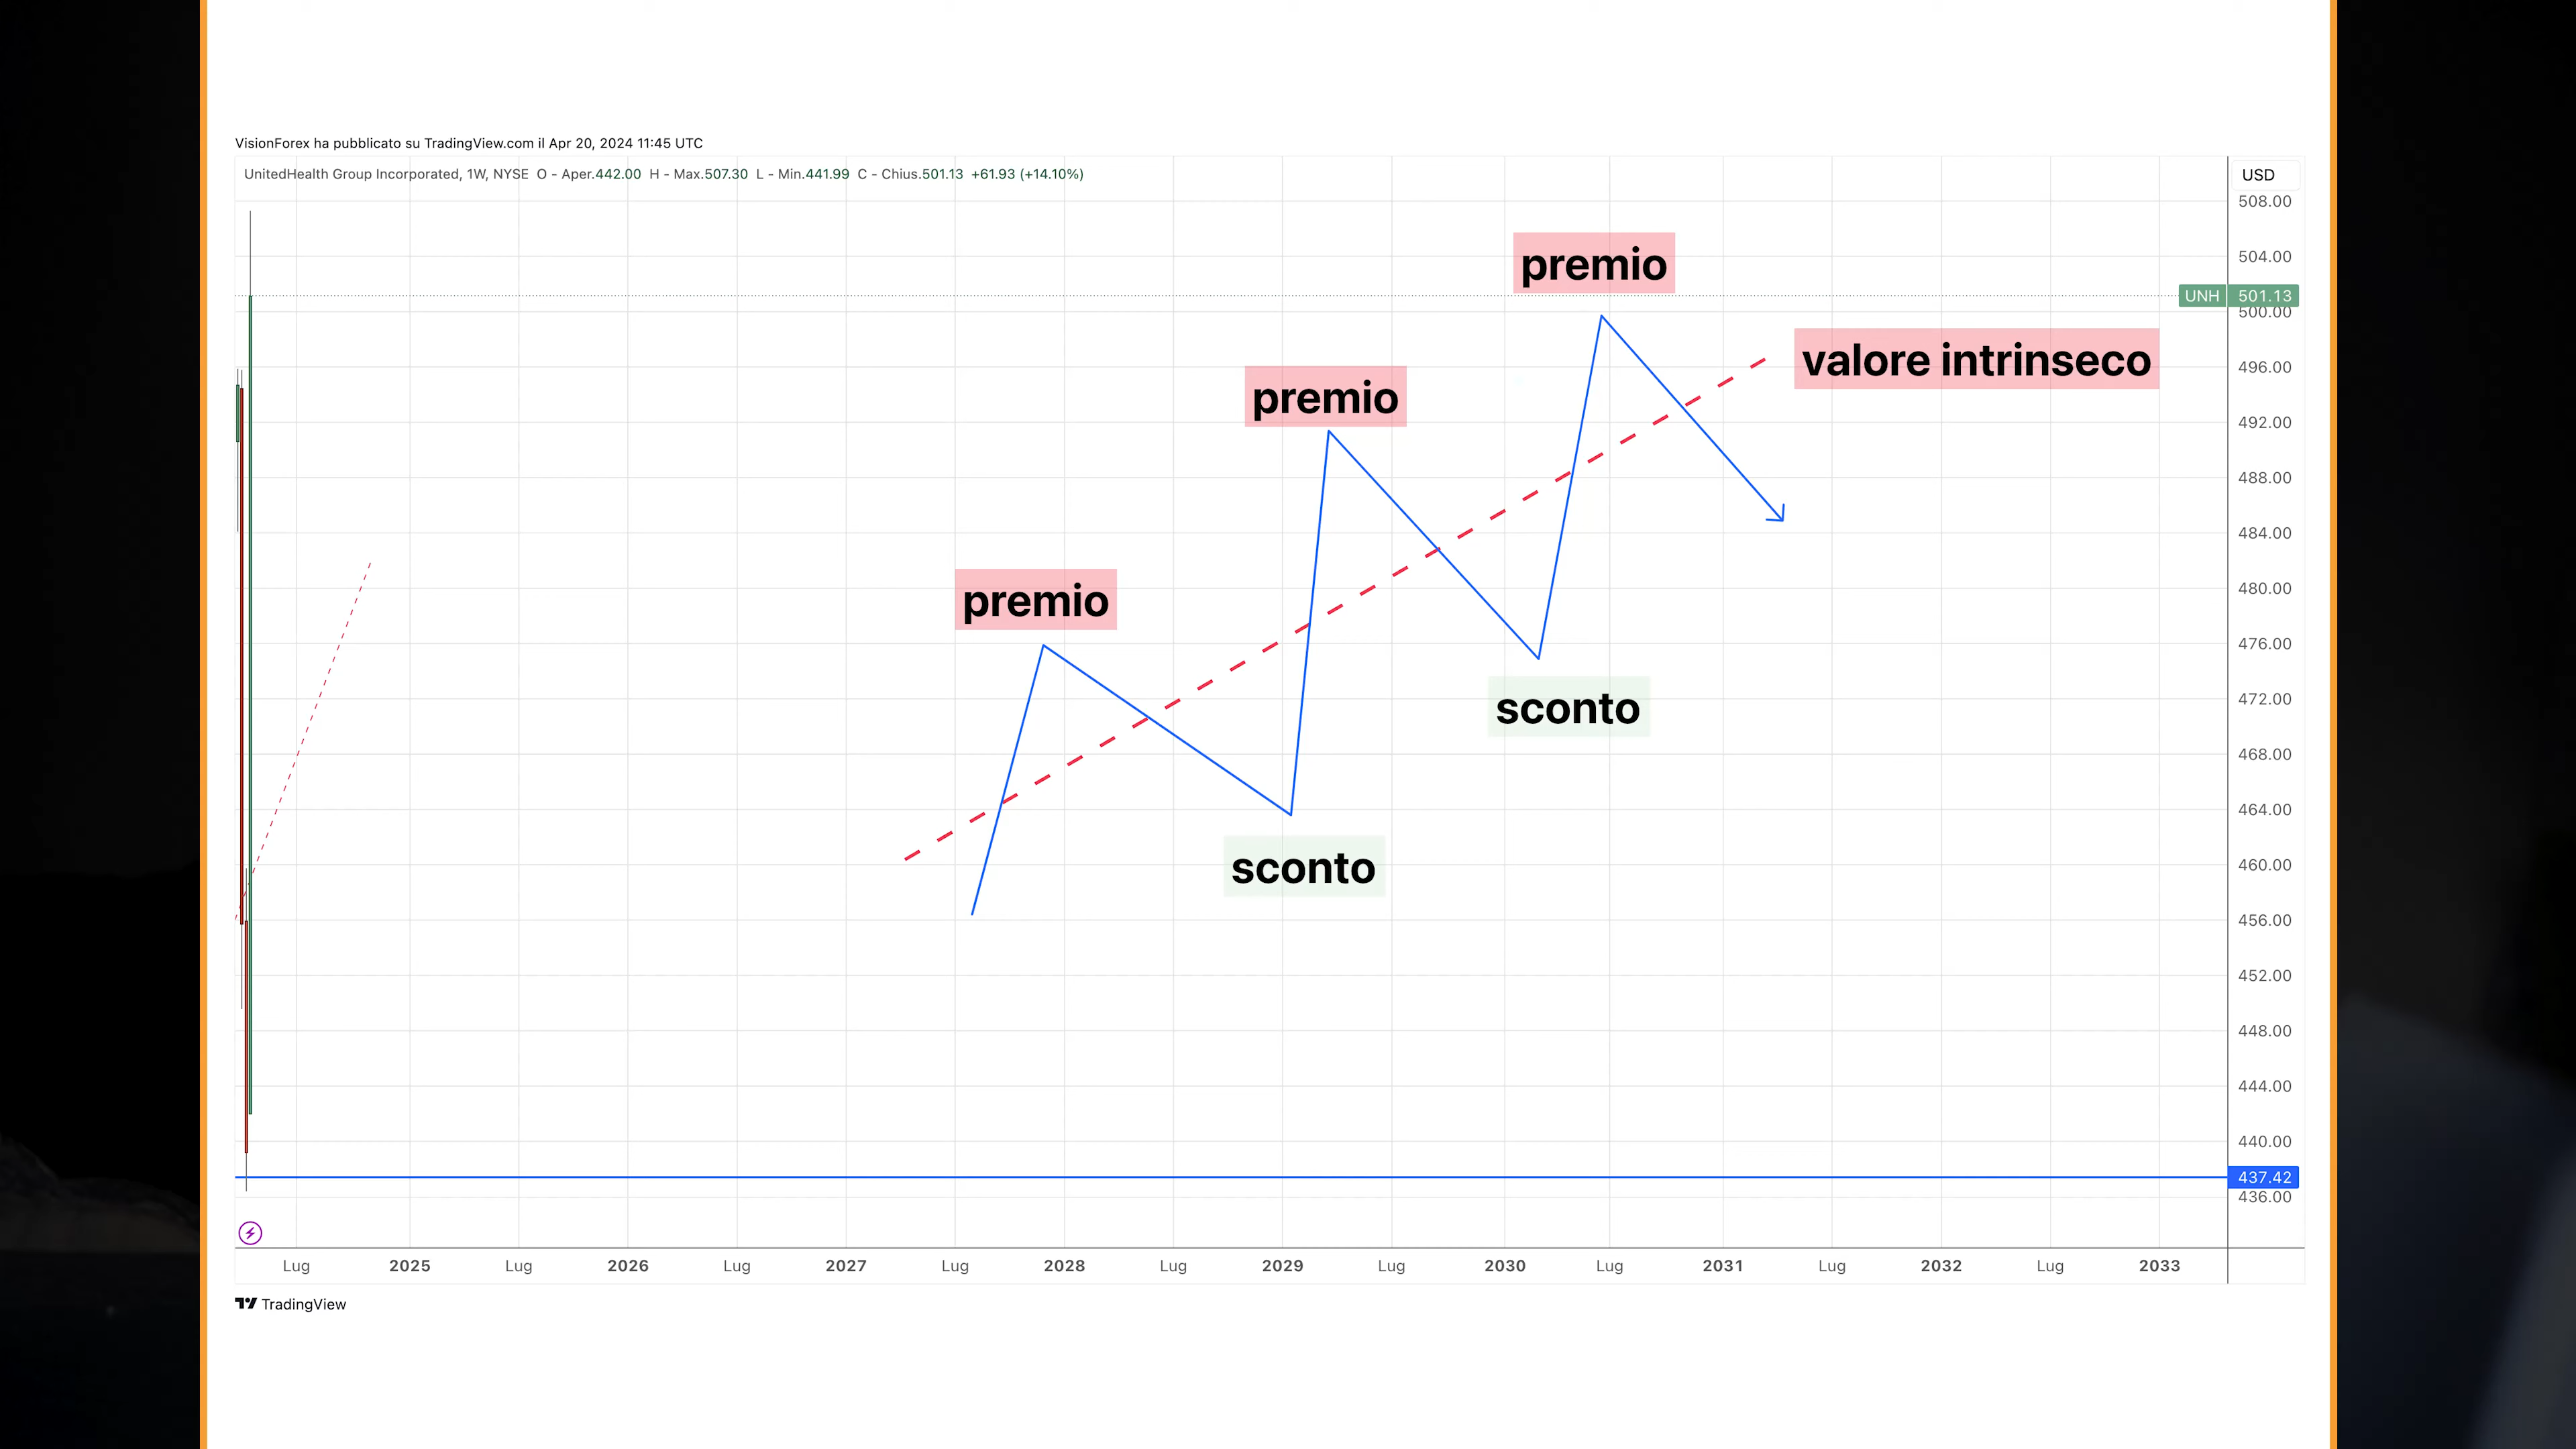 VisionForex ha pubblicato su TradingView.com il Apr 20, 2024 11:45 UTC
UnitedHealth Group Incorporated, 1W, NYSE O - Aper.442.00 H - Max.507.30 L - Min.441.99 C - Chius.501.13 +61.93 (+14.10%)
USD
508.00
504.00
UNH 501.13
500.00
496.00
492.00
488.00
484.00
480.00
476.00
472.00
468.00
464.00
460.00
456.00
452.00
448.00
444.00
440.00
437.42
436.00
premio
valore intrinseco
premio
premio
sconto
sconto
Lug 2025 Lug 2026 Lug 2027 Lug 2028 Lug 2029 Lug 2030 Lug 2031 Lug 2032 Lug 2033
TradingView